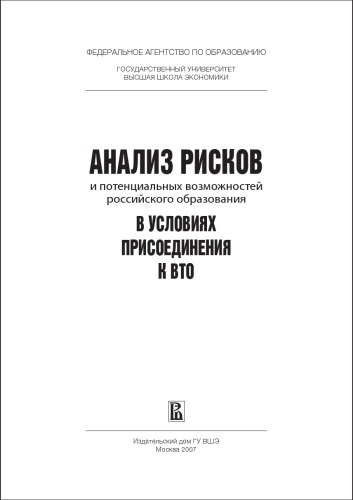 ФЕДЕРАЛЬНОЕ АГЕНТСТВО ПО ОБРАЗОВАНИЮ
ГОСУДАРСТВЕННЫЙ УНИВЕРСИТЕТ
ВЫСШАЯ ШКОЛА ЭКОНОМИКИ
АНАЛИЗ РИСКОВ
и потенциальных возможностей
российского образования
В УСЛОВИЯХ
ПРИСОЕДИНЕНИЯ
К ВТО
Издательский дом ГУ ВШЭ
Москва 2007